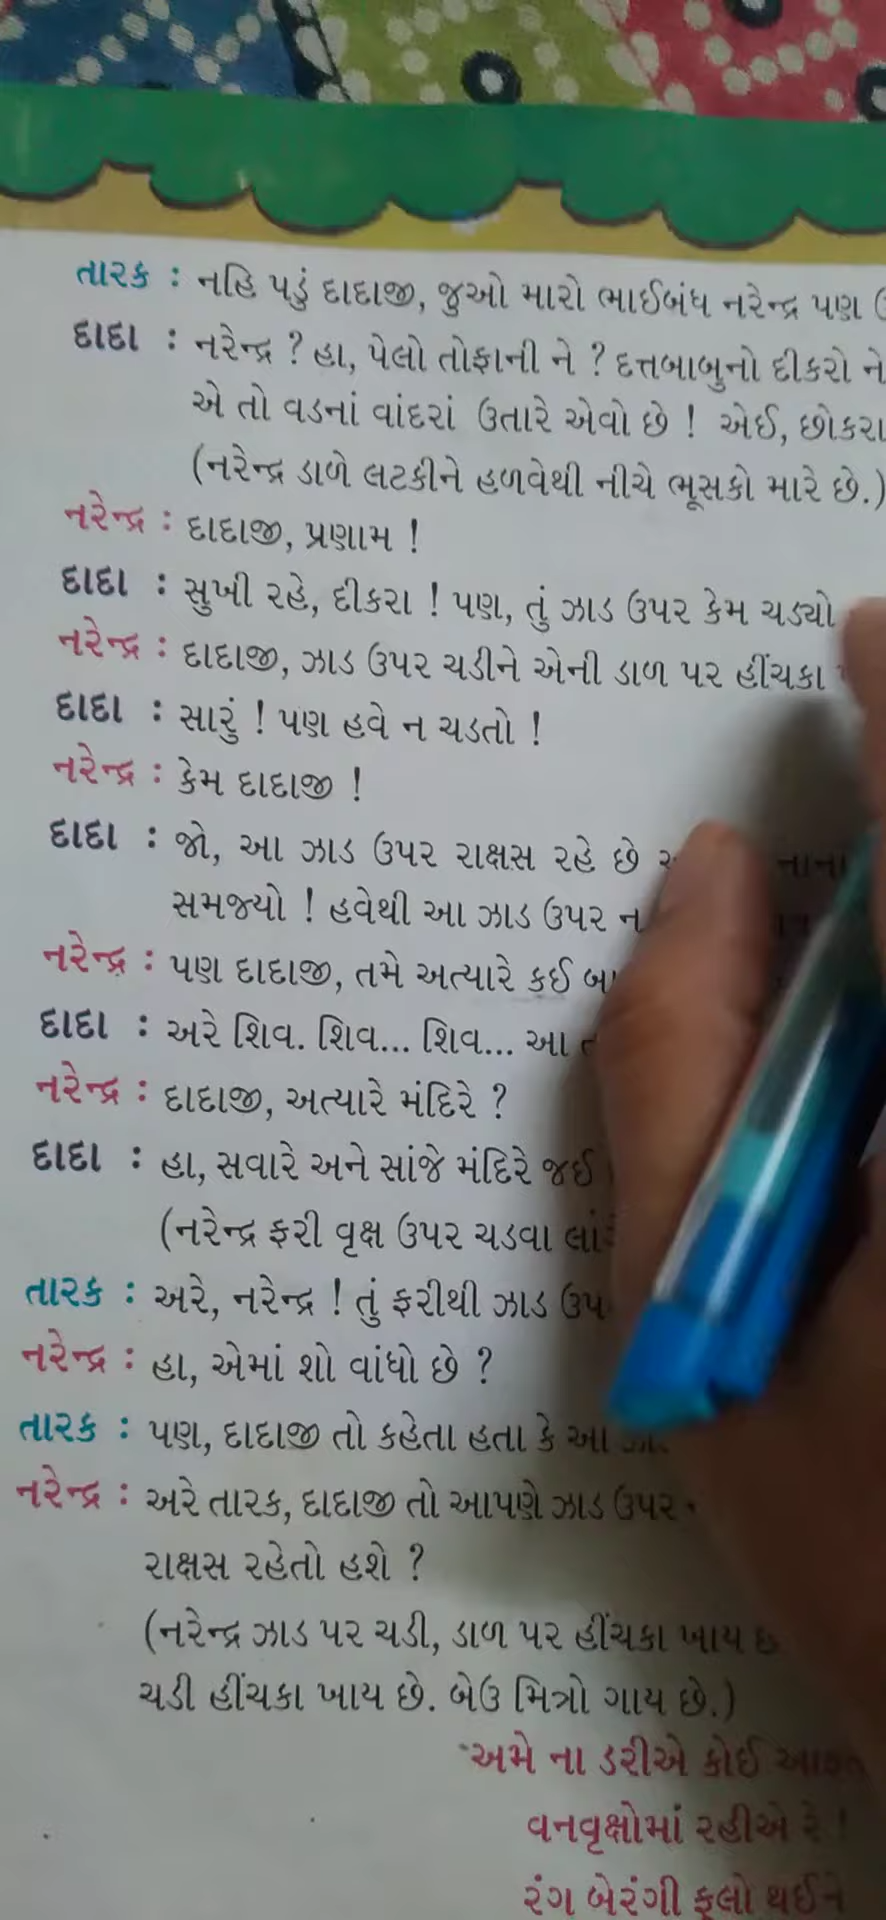 તારક : નહિ પડું દાદાજી, જુઓ મારો ભાઈબંધ નરેન્દ્ર પણ
દાદા : નરેન્દ્ર ? હા, પેલો તોફાની ને ? દત્તબાબુનો દીકરો ને
એ તો વડનાં વાંદરાં ઉતારે એવો છે ! એઈ, છોકરા
(નરેન્દ્ર ડાળે લટકીને હળવેથી નીચે ભૂસકો મારે છે.)
નરેન્દ્ર : દાદાજી, પ્રણામ !
દાદા : સુખી રહે, દીકરા ! પણ, તું ઝાડ ઉપર કેમ ચડ્યો
નરેન્દ્ર : દાદાજી, ઝાડ ઉપર ચડીને એની ડાળ પર હીંચકા
દાદા : સારું ! પણ હવે ન ચડતો !
નરેન્દ્ર : કેમ દાદાજી !
દાદા : જો, આ ઝાડ ઉપર રાક્ષસ રહે છે
સમજ્યો ! હવેથી આ ઝાડ ઉપર ન
નરેન્દ્ર : પણ દાદાજી, તમે અત્યારે કઈ
દાદા : અરે શિવ. શિવ... શિવ... આ
નરેન્દ્ર : દાદાજી, અત્યારે મંદિરે ?
દાદા : હા, સવારે અને સાંજે મંદિરે જઈ
(નરેન્દ્ર ફરી વૃક્ષ ઉપર ચડવા
તારક : અરે, નરેન્દ્ર ! તું ફરીથી ઝાડ
નરેન્દ્ર : હા, એમાં શો વાંધો છે ?
તારક : પણ, દાદાજી તો કહેતા હતા કે આ
નરેન્દ્ર : અરે તારક, દાદાજી તો આપણે ઝાડ ઉપર
રાક્ષસ રહેતો હશે ?
(નરેન્દ્ર ઝાડ પર ચડી, ડાળ પર હીંચકા ખાય છે
ચડી હીંચકા ખાય છે. બેઉ મિત્રો ગાય છે.)
અમે ના ડરીએ કોઈ
વનવૃક્ષોમાં રહીએ રે !
રંગ બેરંગી ફૂલો થઈને